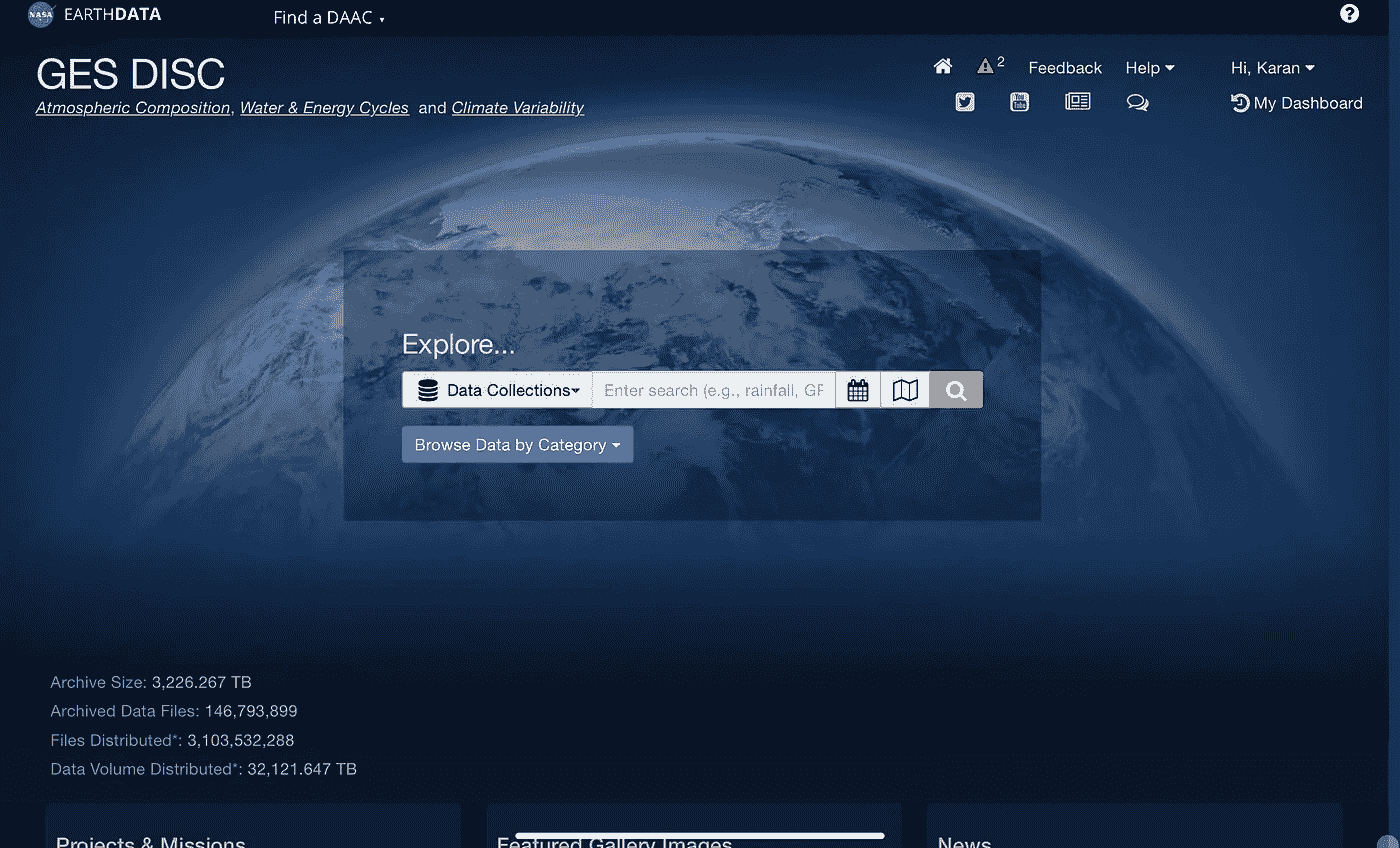 NASA EARTHDATA Find a DAAC
GES DISC
Atmospheric Composition, Water & Energy Cycles and Climate Variability
2 Feedback Help Hi, Karan
You Tube My Dashboard
Explore...
Data Collections Enter search (e.g., rainfall, GP
Browse Data by Category
Archive Size: 3,226.267 TB
Archived Data Files: 146,793,899
Files Distributed*: 3,103,532,288
Data Volume Distributed*: 32,121.647 TB
Projects & Missions Featured Gallery Images News